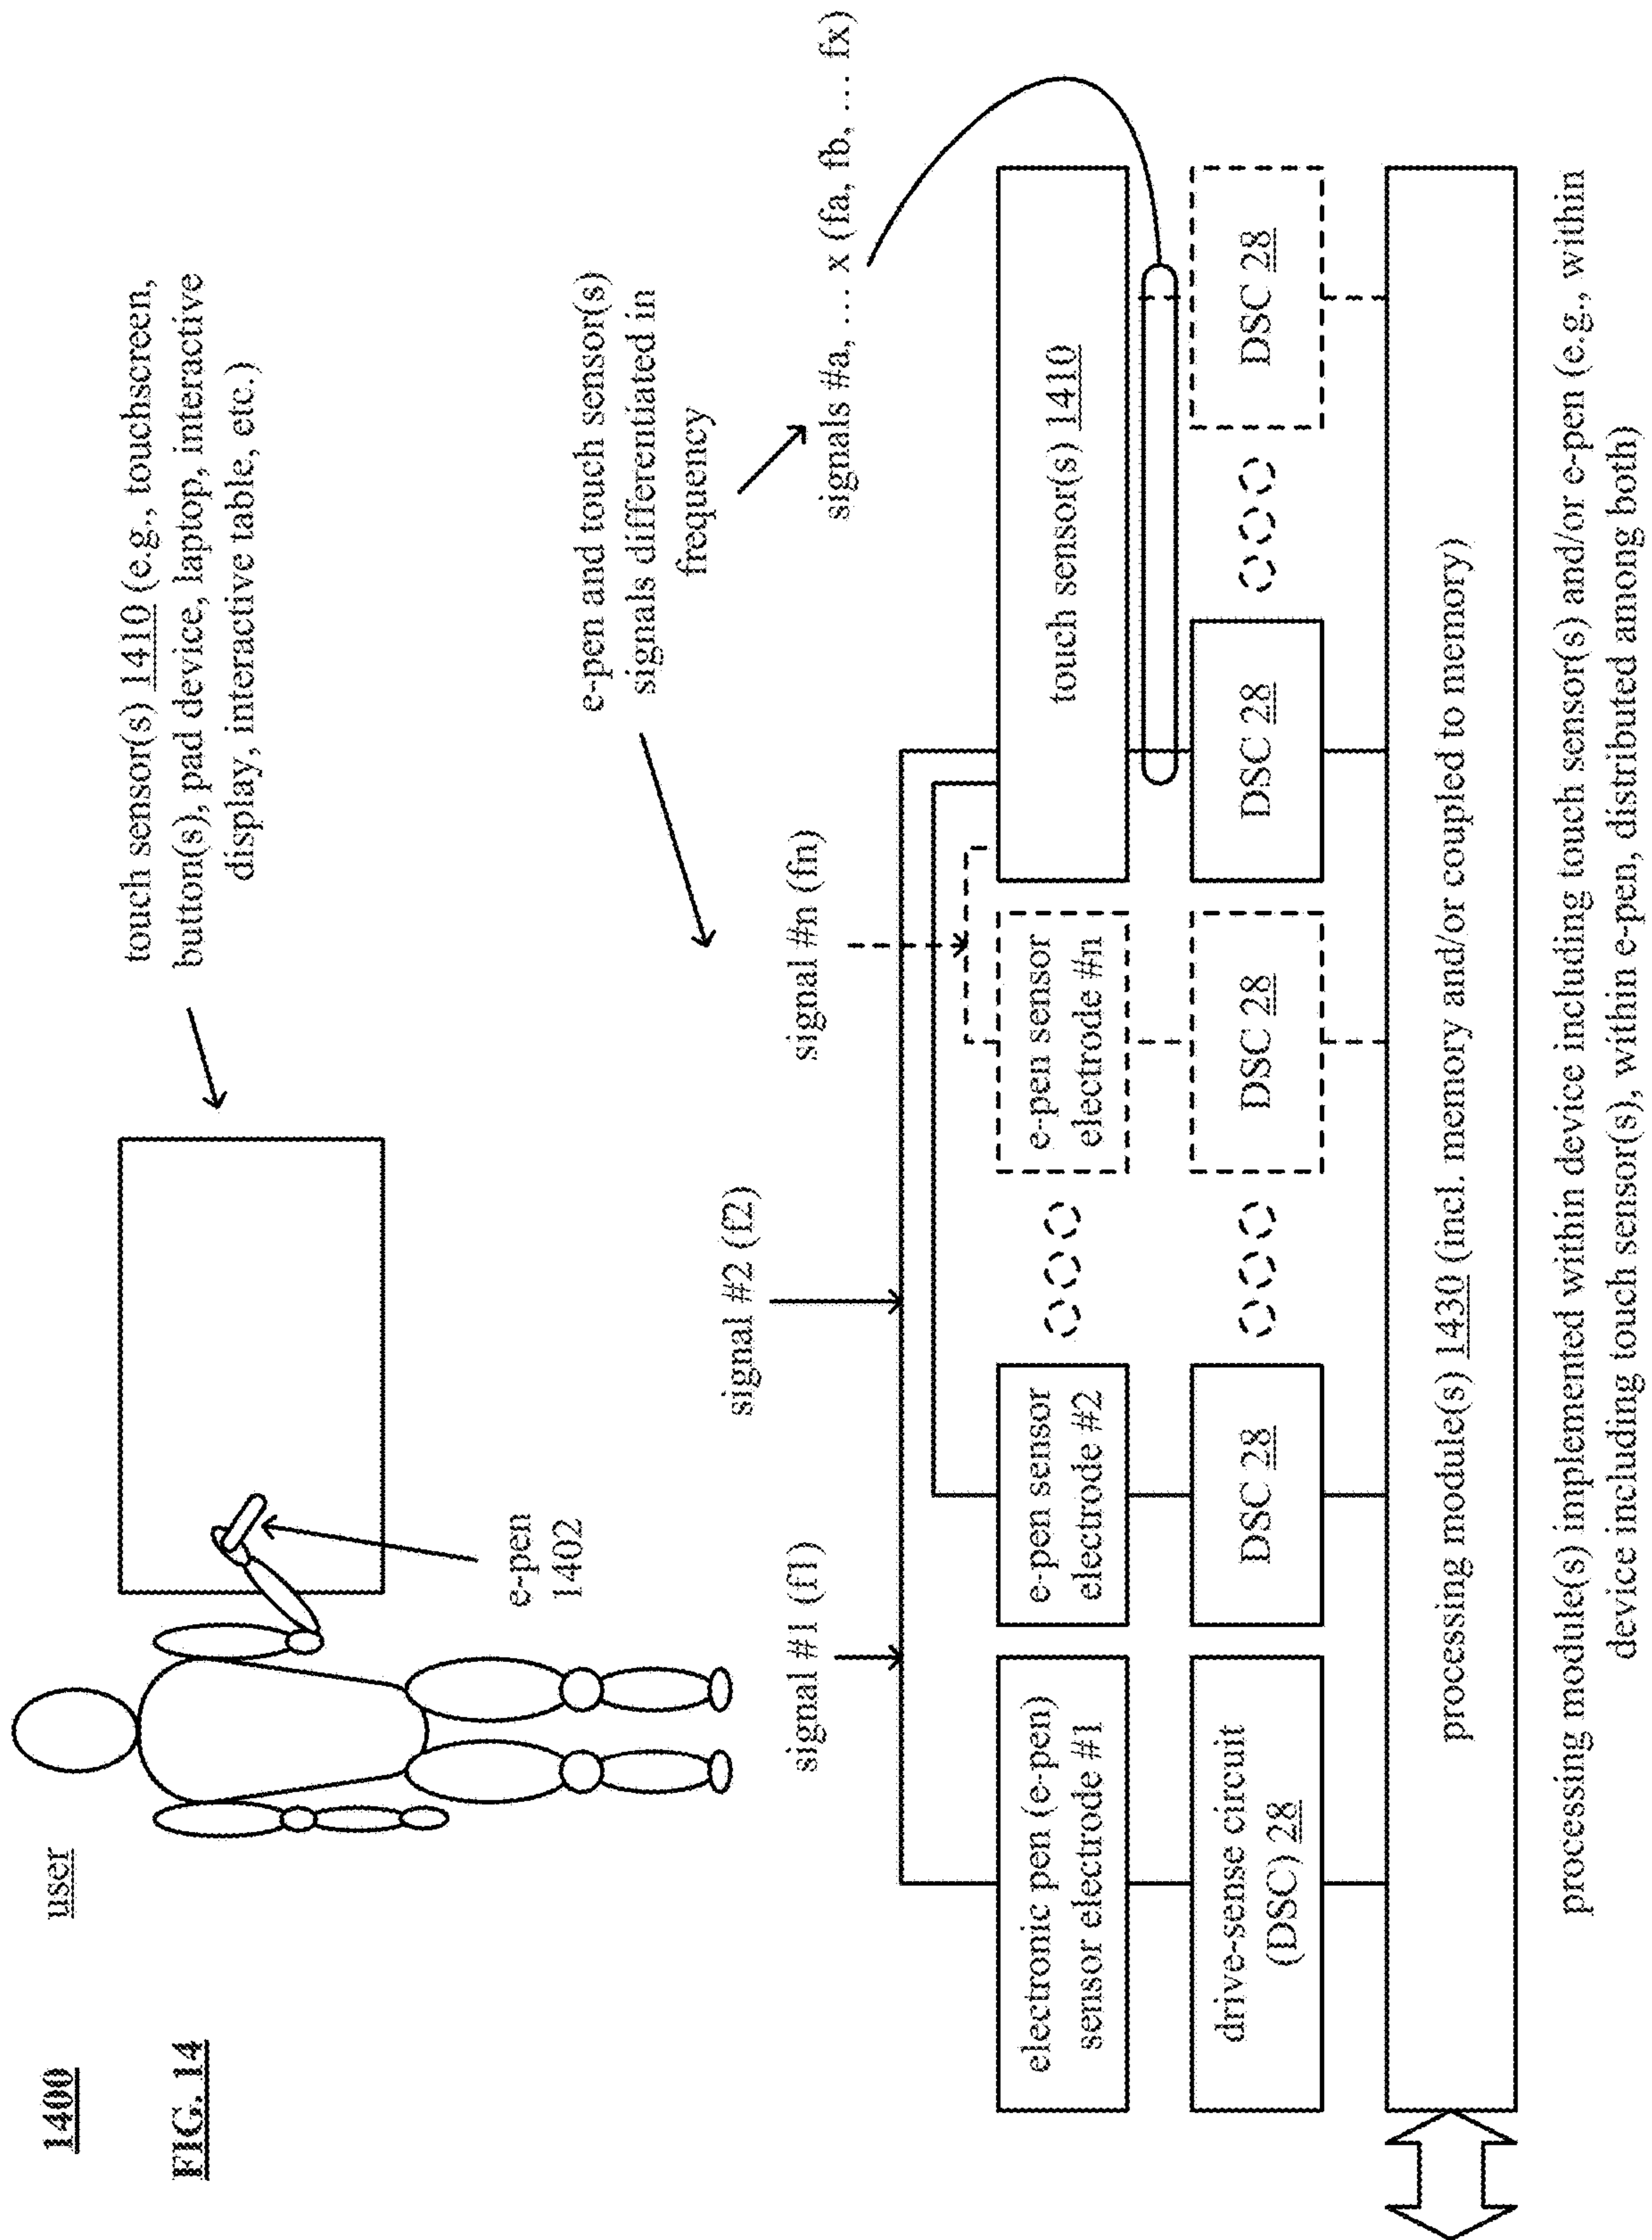 1400
FIG. 14
user
touch sensor(s) 1410 (e.g., touchscreen,
button(s), pad device, laptop, interactive
display, interactive table, etc.)
e-pen
1402
e-pen and touch sensor(s)
signals differentiated in
frequency
signal #1 (f1)
signal #2 (f2)
signal #n (fn)
signals #a, … x (fa, fb, … fx)
electronic pen (e-pen)
sensor electrode #1
e-pen sensor
electrode #2
e-pen sensor
electrode #n
touch sensor(s) 1410
drive-sense circuit
(DSC) 28
DSC 28
DSC 28
DSC 28
DSC 28
processing module(s) 1430 (incl. memory and/or coupled to memory)
processing module(s) implemented within device including touch sensor(s) and/or e-pen (e.g., within
device including touch sensor(s), within e-pen, distributed among both)